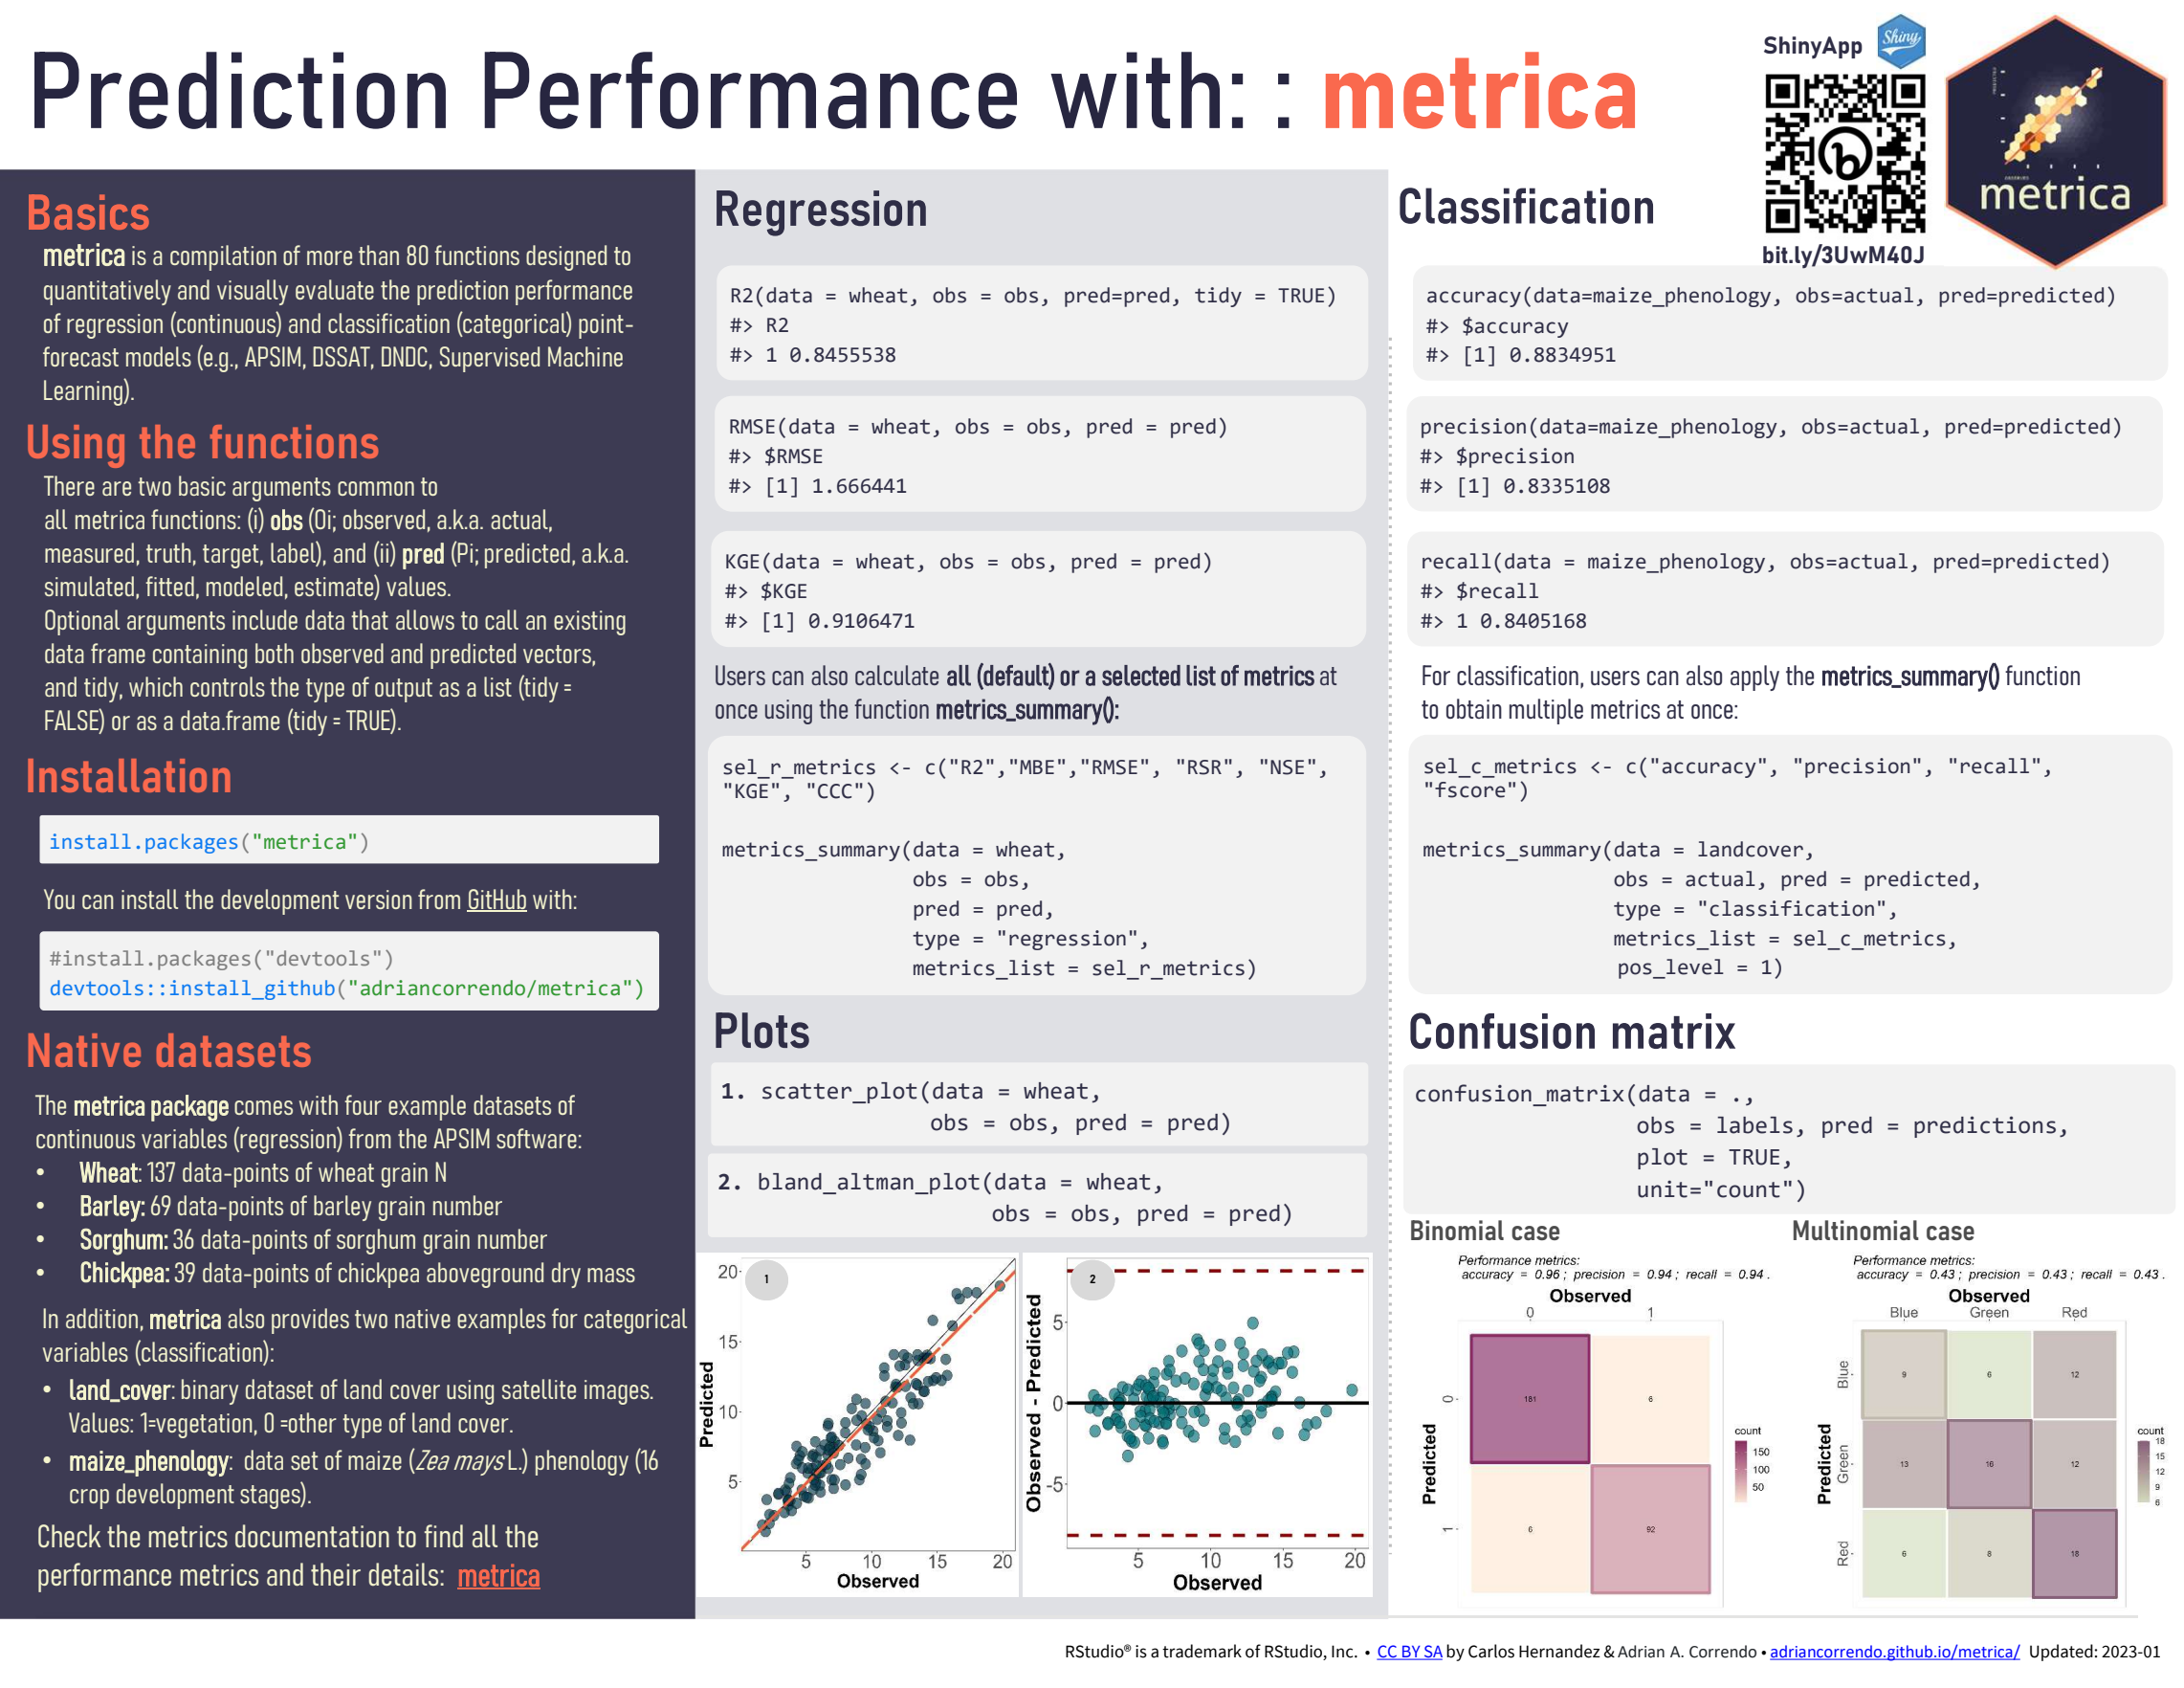 Prediction Performance with: : metrica
ShinyApp
Shiny
bit.ly/3UwM40J
metrica
Basics
metrica is a compilation of more than 80 functions designed to
quantitatively and visually evaluate the prediction performance
of regression (continuous) and classification (categorical) point-
forecast models (e.g., APSIM, DSSAT, DNDC, Supervised Machine
Learning).
Using the functions
There are two basic arguments common to
all metrica functions: (i) obs (Oi; observed, a.k.a. actual,
measured, truth, target, label), and (ii) pred (Pi; predicted, a.k.a.
simulated, fitted, modeled, estimate) values.
Optional arguments include data that allows to call an existing
data frame containing both observed and predicted vectors,
and tidy, which controls the type of output as a list (tidy =
FALSE) or as a data.frame (tidy = TRUE).
Installation
install.packages("metrica")
You can install the development version from GitHub with:
#install.packages("devtools")
devtools::install_github("adriancorrendo/metrica")
Native datasets
The metrica package comes with four example datasets of
continuous variables (regression) from the APSIM software:
• Wheat: 137 data-points of wheat grain N
• Barley: 69 data-points of barley grain number
• Sorghum: 36 data-points of sorghum grain number
• Chickpea: 39 data-points of chickpea aboveground dry mass
In addition, metrica also provides two native examples for categorical
variables (classification):
• land_cover: binary dataset of land cover using satellite images.
Values: 1=vegetation, 0 =other type of land cover.
• maize_phenology: data set of maize (Zea mays L.) phenology (16
crop development stages).
Check the metrics documentation to find all the
performance metrics and their details: metrica
Regression
R2(data = wheat, obs = obs, pred=pred, tidy = TRUE)
#> R2
#> 1 0.8455538
RMSE(data = wheat, obs = obs, pred = pred)
#> $RMSE
#> [1] 1.666441
KGE(data = wheat, obs = obs, pred = pred)
#> $KGE
#> [1] 0.9106471
Users can also calculate all (default) or a selected list of metrics at
once using the function metrics_summary():
sel_r_metrics <- c("R2","MBE","RMSE", "RSR", "NSE",
"KGE", "CCC")
metrics_summary(data = wheat,
obs = obs,
pred = pred,
type = "regression",
metrics_list = sel_r_metrics)
Plots
1. scatter_plot(data = wheat,
obs = obs, pred = pred)
2. bland_altman_plot(data = wheat,
obs = obs, pred = pred)
1
Predicted
20
15
10
5
5 10 15 20
Observed
2
Observed - Predicted
5
0
-5
5 10 15 20
Observed
Classification
accuracy(data=maize_phenology, obs=actual, pred=predicted)
#> $accuracy
#> [1] 0.8834951
precision(data=maize_phenology, obs=actual, pred=predicted)
#> $precision
#> [1] 0.8335108
recall(data = maize_phenology, obs=actual, pred=predicted)
#> $recall
#> 1 0.8405168
For classification, users can also apply the metrics_summary() function
to obtain multiple metrics at once:
sel_c_metrics <- c("accuracy", "precision", "recall",
"fscore")
metrics_summary(data = landcover,
obs = actual, pred = predicted,
type = "classification",
metrics_list = sel_c_metrics,
pos_level = 1)
Confusion matrix
confusion_matrix(data = .,
obs = labels, pred = predictions,
plot = TRUE,
unit="count")
Binomial case
Performance metrics:
accuracy = 0.96 ; precision = 0.94 ; recall = 0.94 .
Observed
0 1
Predicted
0
181 6
1
6 92
count
150
100
50
Multinomial case
Performance metrics:
accuracy = 0.43 ; precision = 0.43 ; recall = 0.43 .
Observed
Blue Green Red
Predicted
Blue
9 6 12
Green
13 16 12
Red
6 8 18
count
18
15
12
9
6
RStudio® is a trademark of RStudio, Inc. • CC BY SA by Carlos Hernandez & Adrian A. Correndo • adriancorrendo.github.io/metrica/ Updated: 2023-01